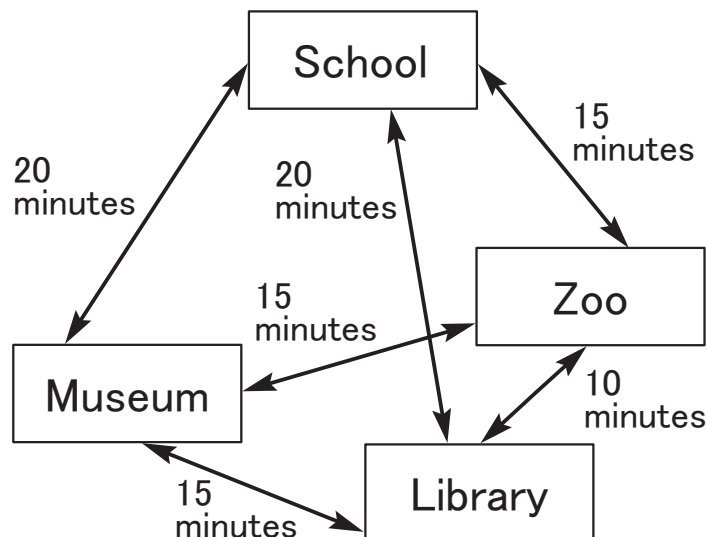 School
15
minutes
20
minutes
20
minutes
Zoo
15
minutes
Museum
10
minutes
Library
15
minutes